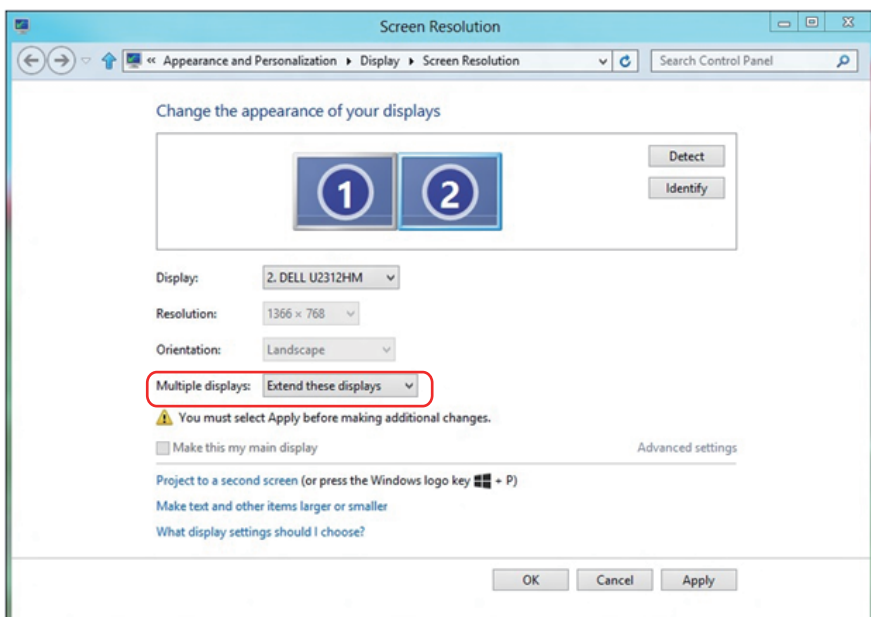 Screen Resolution
« Appearance and Personalization ▸ Display ▸ Screen Resolution Search Control Panel
Change the appearance of your displays
1 2
Detect
Identify
Display: 2. DELL U2312HM
Resolution: 1366 × 768
Orientation: Landscape
Multiple displays: Extend these displays
You must select Apply before making additional changes.
Make this my main display Advanced settings
Project to a second screen (or press the Windows logo key + P)
Make text and other items larger or smaller
What display settings should I choose?
OK Cancel Apply